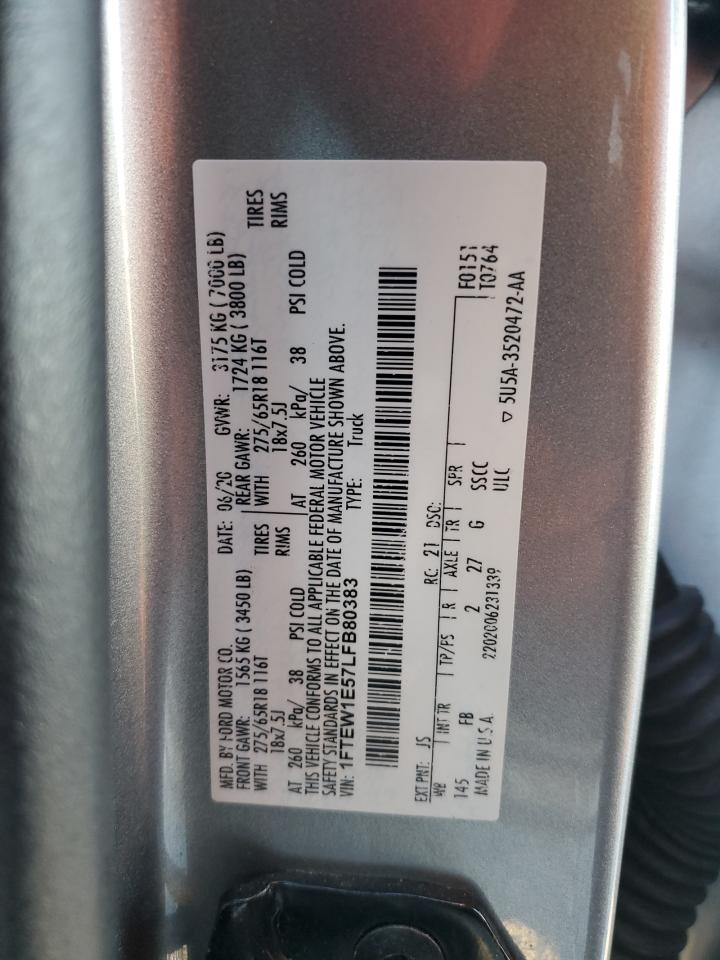 MFD. BY FORD MOTOR CO.
DATE: 06/20 GVWR: 3175 KG ( 7000 LB)
FRONT GAWR: 1565 KG (3450 LB) REAR GAWR: 1724 KG (3800 LB)
WITH 275/65R18 116T TIRES WITH 275/65R18 116T TIRES
18x7.5J RIMS 18x7.5J RIMS
AT 260 kPa/ 38 PSI COLD AT 260 kPa/ 38 PSI COLD
THIS VEHICLE CONFORMS TO ALL APPLICABLE FEDERAL MOTOR VEHICLE
SAFETY STANDARDS IN EFFECT ON THE DATE OF MANUFACTURE SHOWN ABOVE.
VIN: 1FTEW1E57LFB80383 TYPE: Truck
EXT PNT: JS RC: 21 DSO: F0151
WB INT TR TP/PS R AXLE TR SPR T0764
145 FB 2 27 G SSCC
MADE IN U.S.A. 2202006231339 ULC ▽ 5U5A-3520472-AA